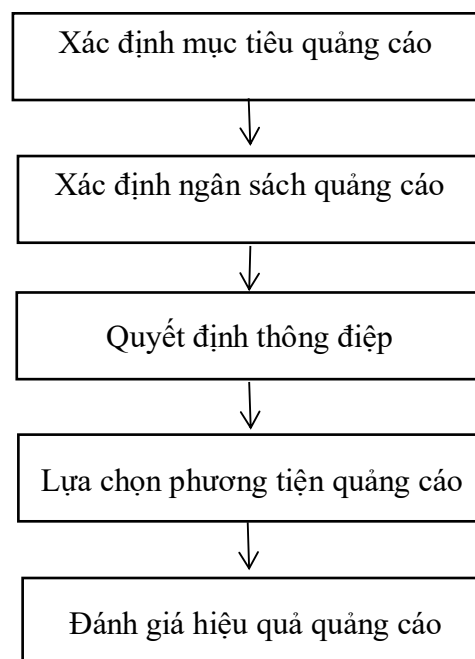 Xác định mục tiêu quảng cáo
Xác định ngân sách quảng cáo
Quyết định thông điệp
Lựa chọn phương tiện quảng cáo
Đánh giá hiệu quả quảng cáo